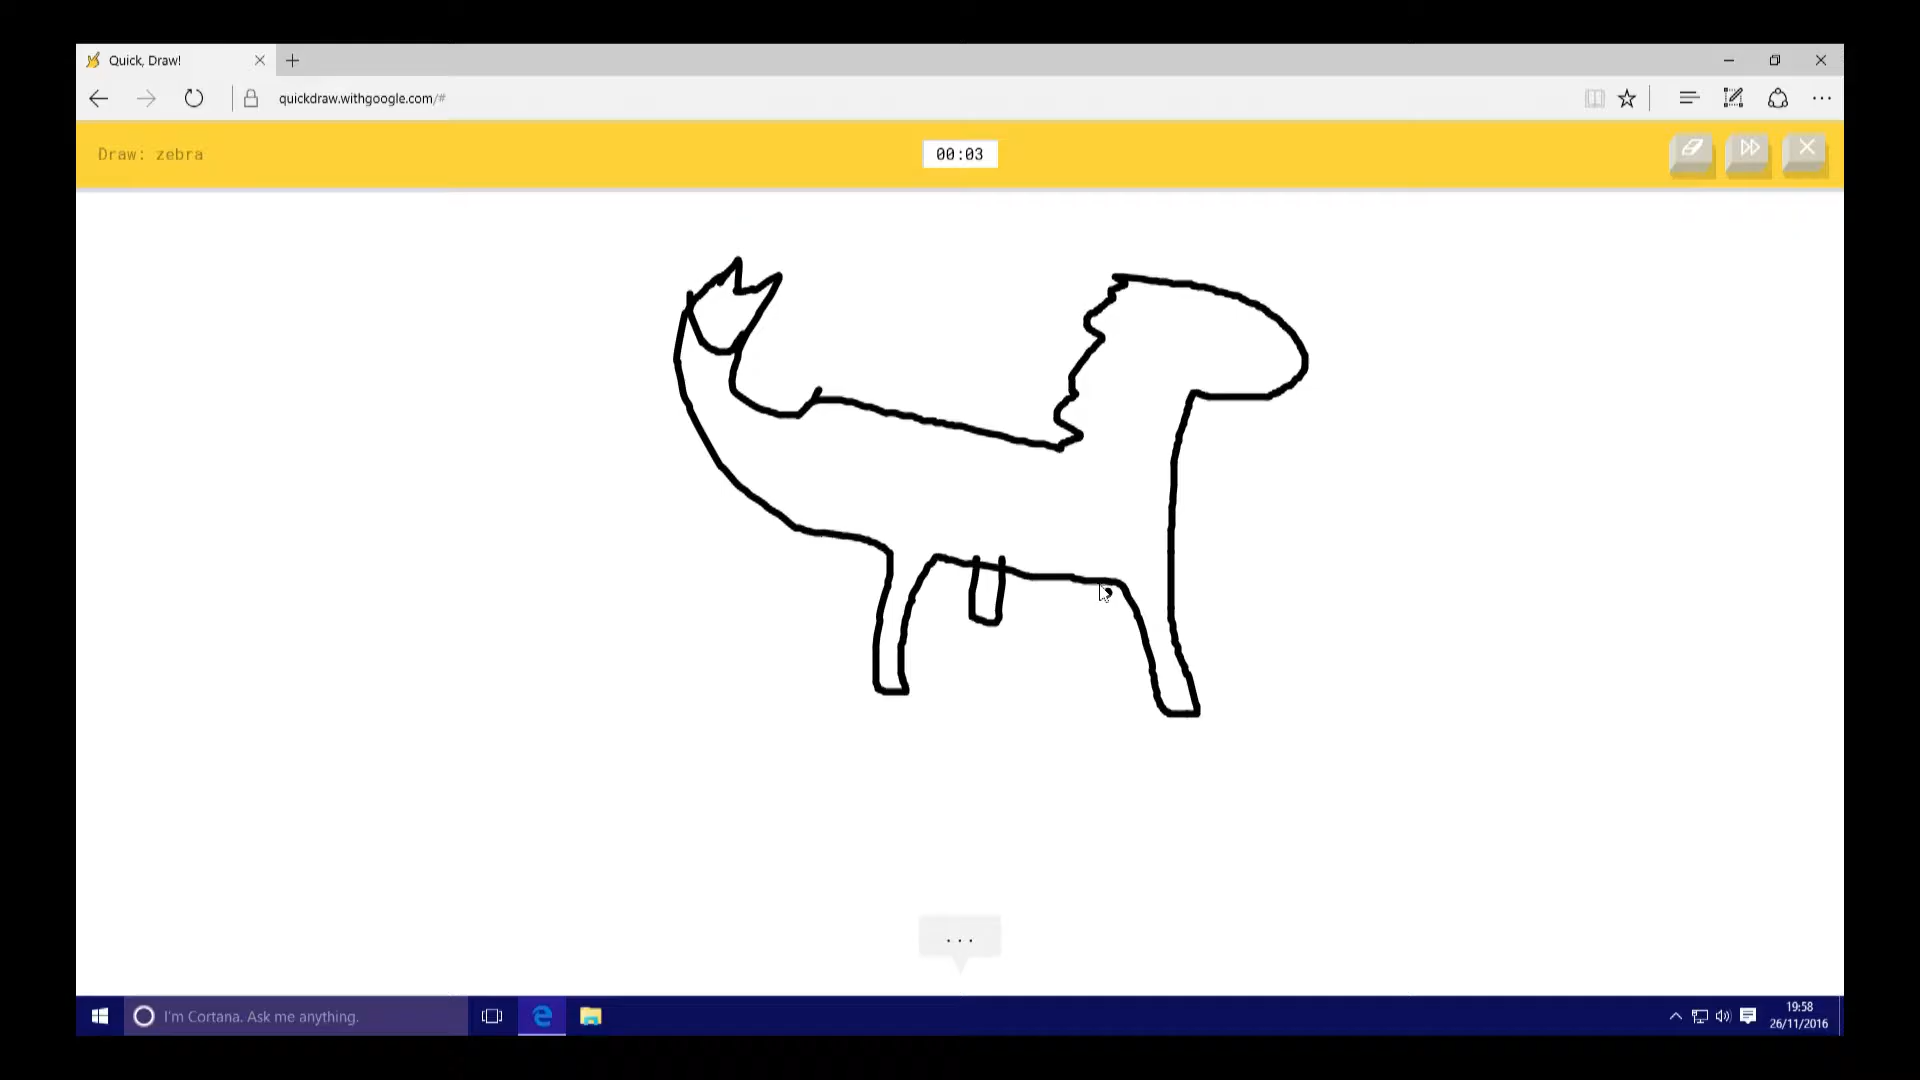 Quick, Draw!
quickdraw.withgoogle.com/#
Draw: zebra
00:03
...
I'm Cortana. Ask me anything.
19:58
26/11/2016